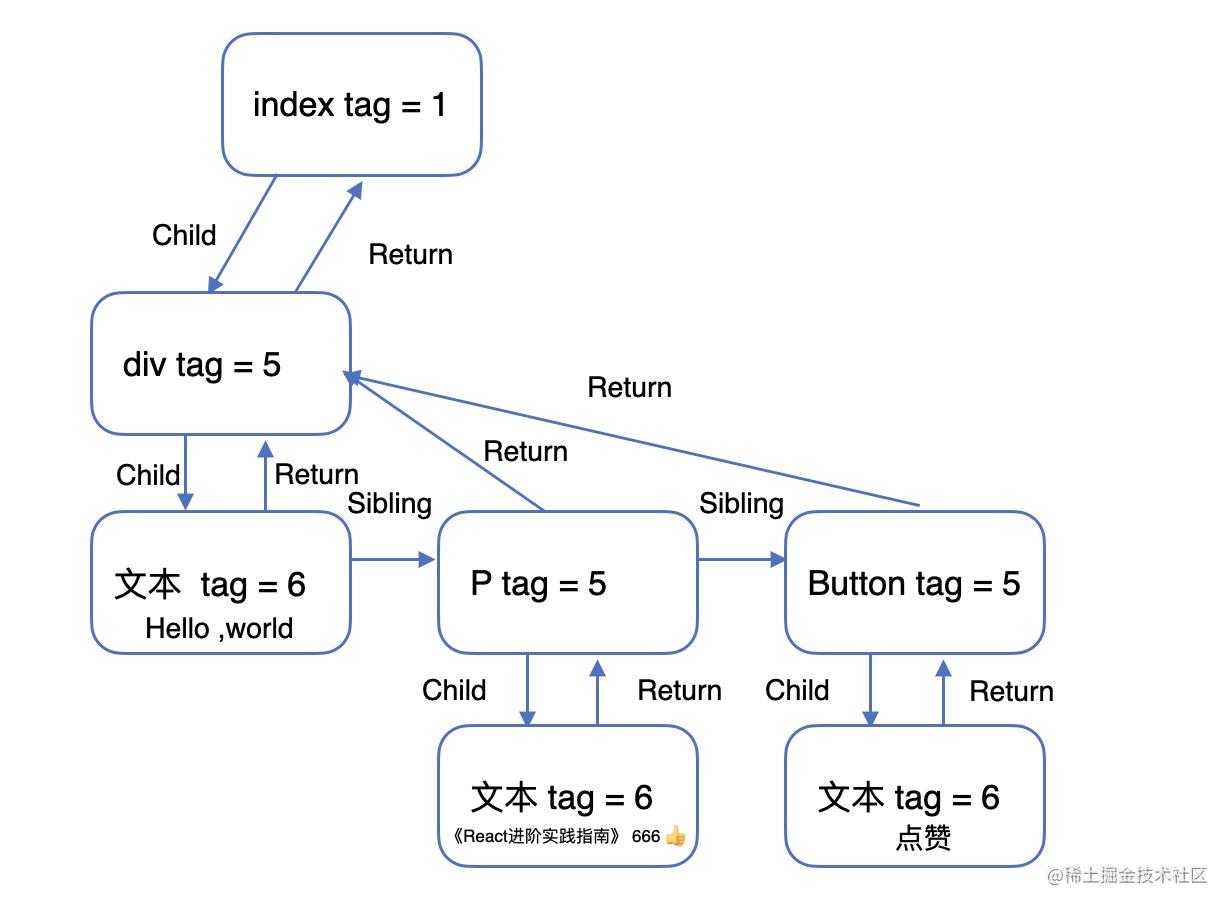 index tag = 1
Child
Return
div tag = 5
Return
Child
Return
Return
Sibling
Sibling
文本 tag = 6
Hello ,world
P tag = 5
Button tag = 5
Child
Return
Child
Return
文本 tag = 6
《React进阶实践指南》 666 👍
文本 tag = 6
点赞
@稀土掘金技术社区